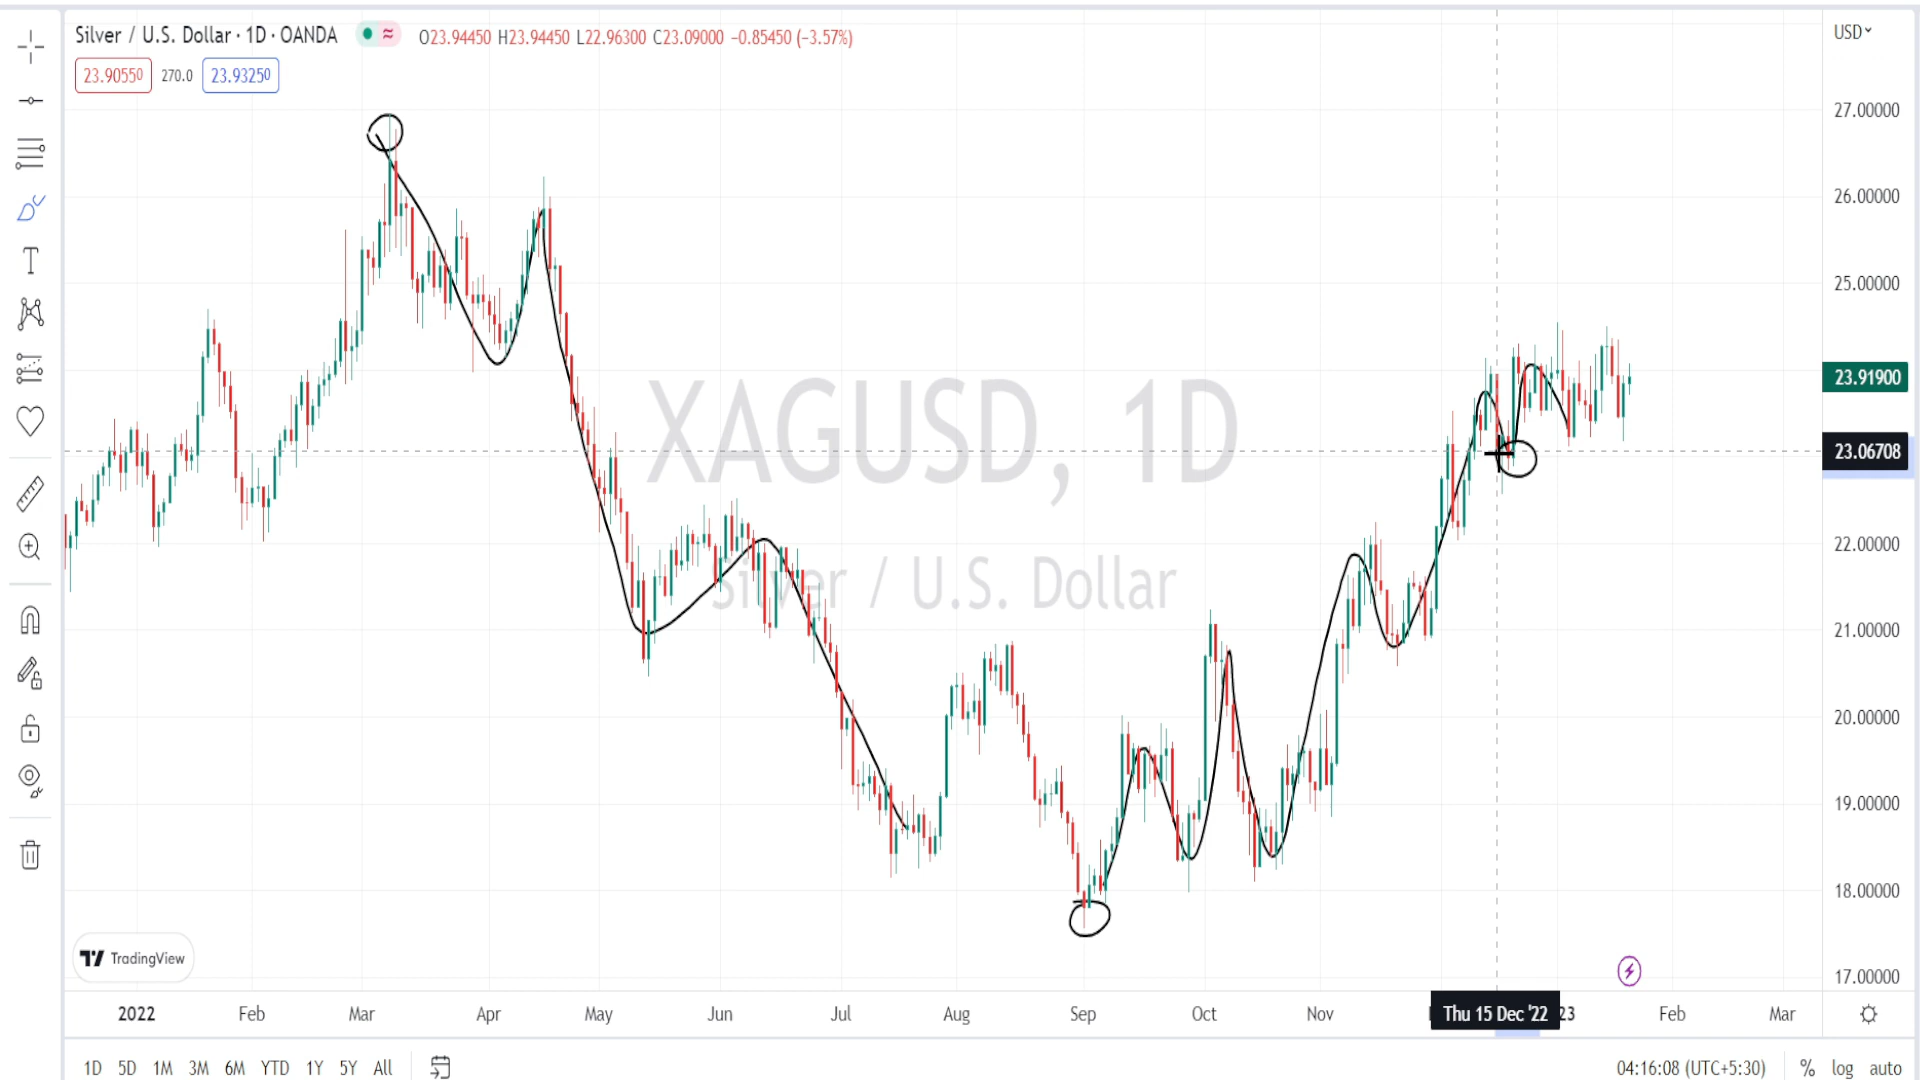 Silver / U.S. Dollar · 1D · OANDA ≈ O23.94450 H23.94450 L22.96300 C23.09000 −0.85450 (−3.57%)
23.90550 270.0 23.93250
USD
27.00000
26.00000
25.00000
23.91900
23.06708
22.00000
21.00000
20.00000
19.00000
18.00000
17.00000
XAGUSD, 1D
Silver / U.S. Dollar
TradingView
2022 Feb Mar Apr May Jun Jul Aug Sep Oct Nov Thu 15 Dec '22 23 Feb Mar
1D 5D 1M 3M 6M YTD 1Y 5Y All 04:16:08 (UTC+5:30) % log auto